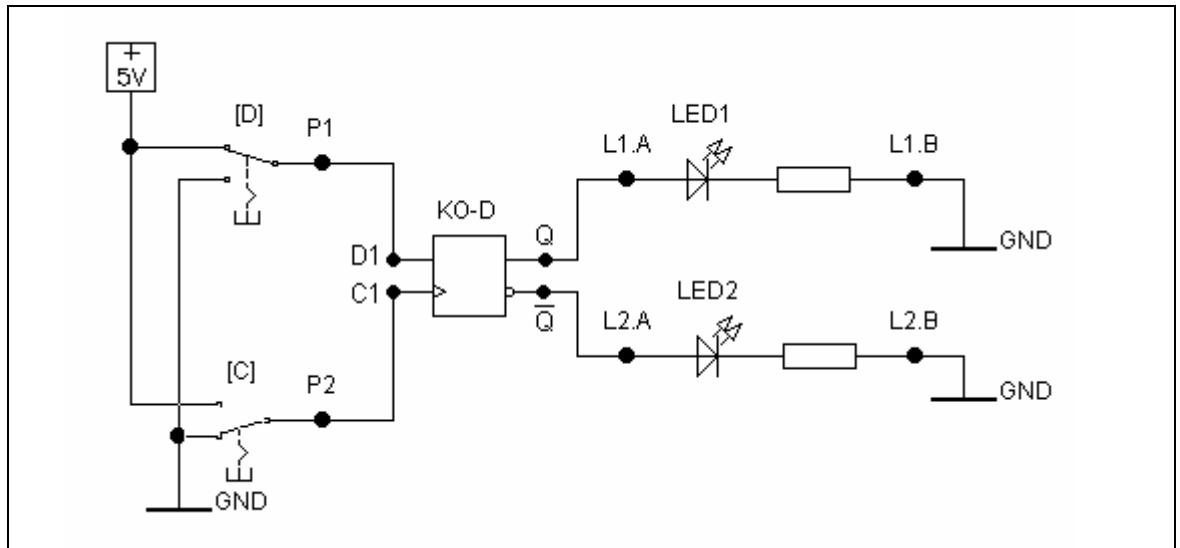 +
5V
[D]
P1
LED1
L1.A
L1.B
KO-D
Q
GND
D1
C1
LED2
Q̅
L2.A
L2.B
[C]
P2
GND
GND